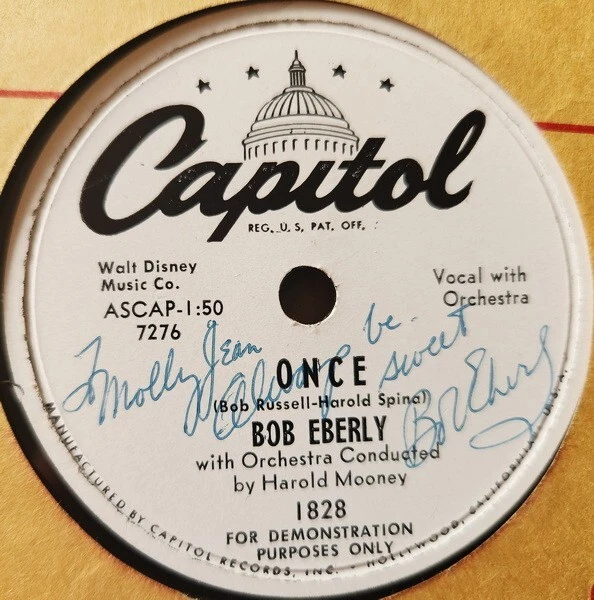 Capitol
REG. U. S. PAT. OFF.
Walt Disney
Music Co.
ASCAP-1:50
7276
Vocal with
Orchestra
To Molly Jean
Always be
sweet
Bob Eberly
ONCE
(Bob Russell-Harold Spina)
BOB EBERLY
with Orchestra Conducted
by Harold Mooney
1828
FOR DEMONSTRATION
PURPOSES ONLY
MANUFACTURED BY CAPITOL RECORDS, INC. • HOLLYWOOD, CALIFORNIA, U.S.A.